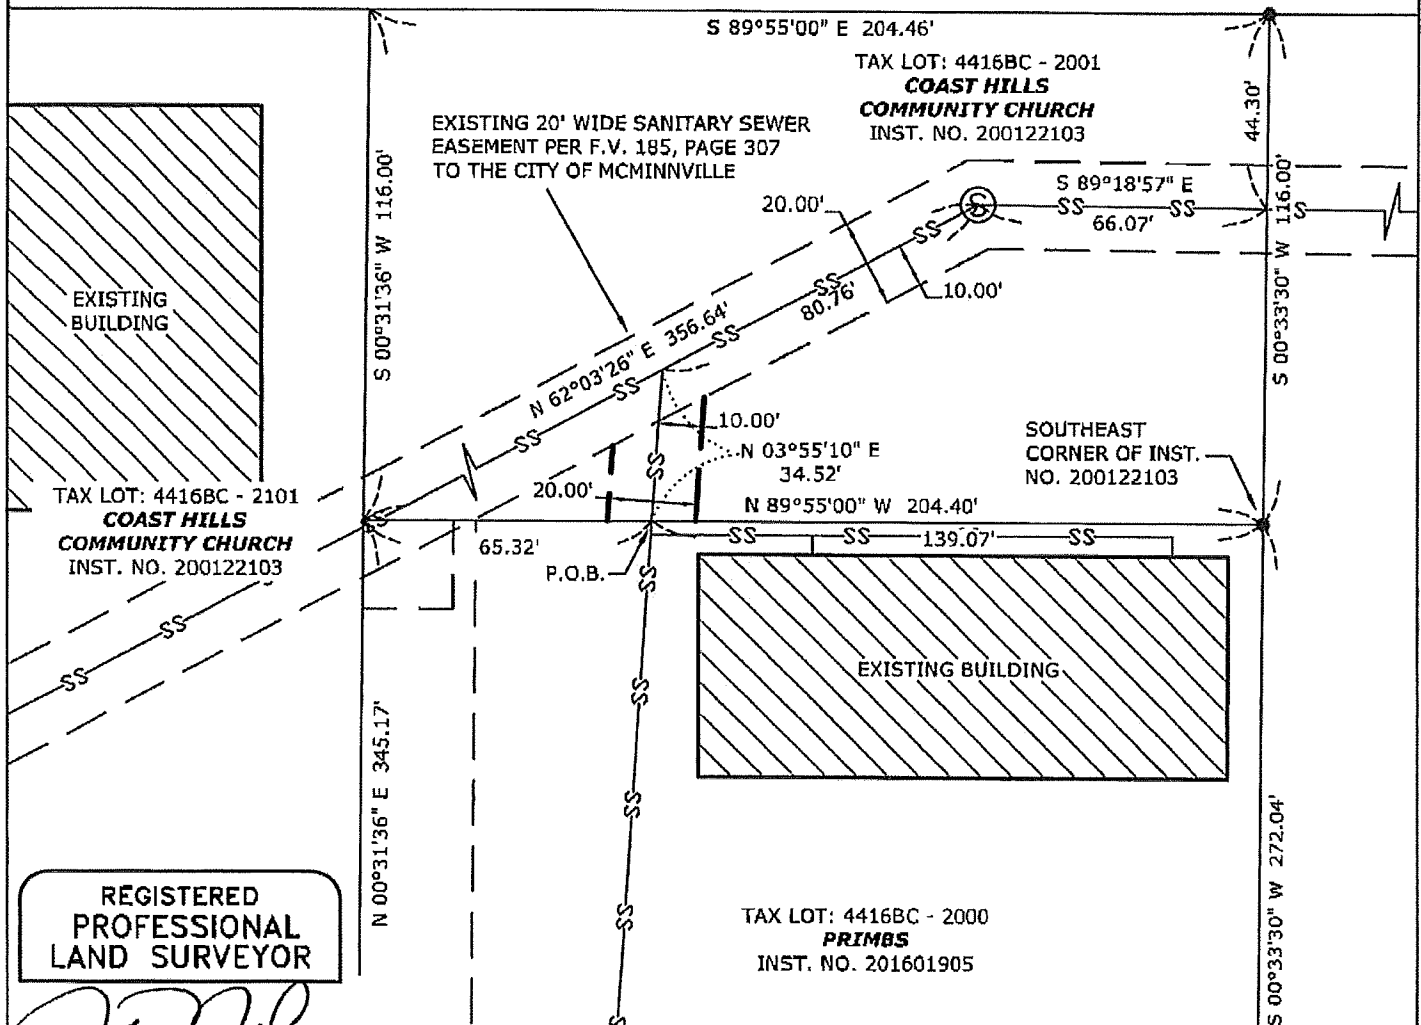 S 89°55'00" E 204.46'
TAX LOT: 4416BC - 2001
COAST HILLS
COMMUNITY CHURCH
INST. NO. 200122103
44.30'
EXISTING 20' WIDE SANITARY SEWER
EASEMENT PER F.V. 185, PAGE 307
TO THE CITY OF MCMINNVILLE
S 00°31'36" W 116.00'
S 00°33'30" W 116.00'
S 89°18'57" E
66.07'
S
SS
SS
S
20.00'
SS
10.00'
SS
80.76'
EXISTING
BUILDING
N 62°03'26" E 356.64'
SS
SS
SS
10.00'
N 03°55'10" E
34.52'
SS
SOUTHEAST
CORNER OF INST.
NO. 200122103
20.00'
N 89°55'00" W 204.40'
TAX LOT: 4416BC - 2101
COAST HILLS
COMMUNITY CHURCH
INST. NO. 200122103
65.32'
SS
SS
139.07'
SS
P.O.B.
SS
SS
SS
EXISTING BUILDING
SS
SS
SS
S
N 00°31'36" E 345.17'
S 00°33'30" W 272.04'
TAX LOT: 4416BC - 2000
PRIMBS
INST. NO. 201601905
REGISTERED
PROFESSIONAL
LAND SURVEYOR